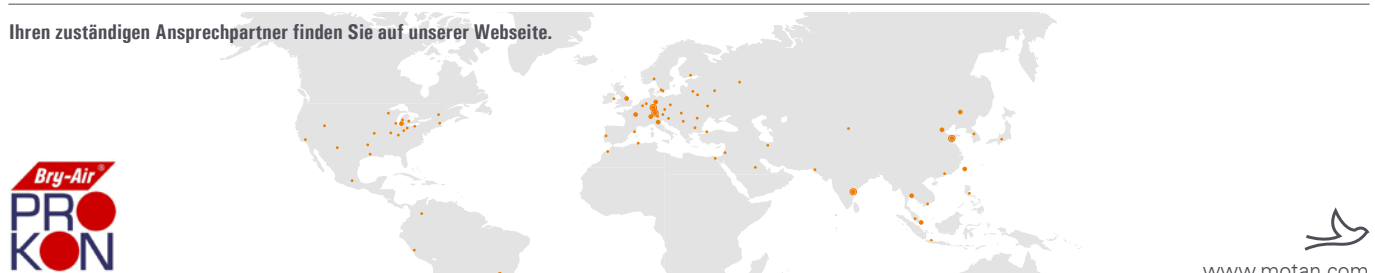 Ihren zuständigen Ansprechpartner finden Sie auf unserer Webseite.
Bry-Air®
PRO
KON
www.motan.com